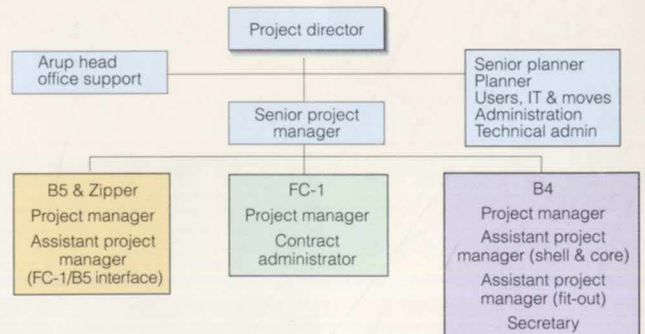 Project director
Arup head
office support
Senior planner
Planner
Users, IT & moves
Administration
Technical admin
Senior project
manager
B5 & Zipper
Project manager
Assistant project
manager
(FC-1/B5 interface)
FC-1
Project manager
Contract
administrator
B4
Project manager
Assistant project
manager (shell & core)
Assistant project
manager (fit-out)
Secretary